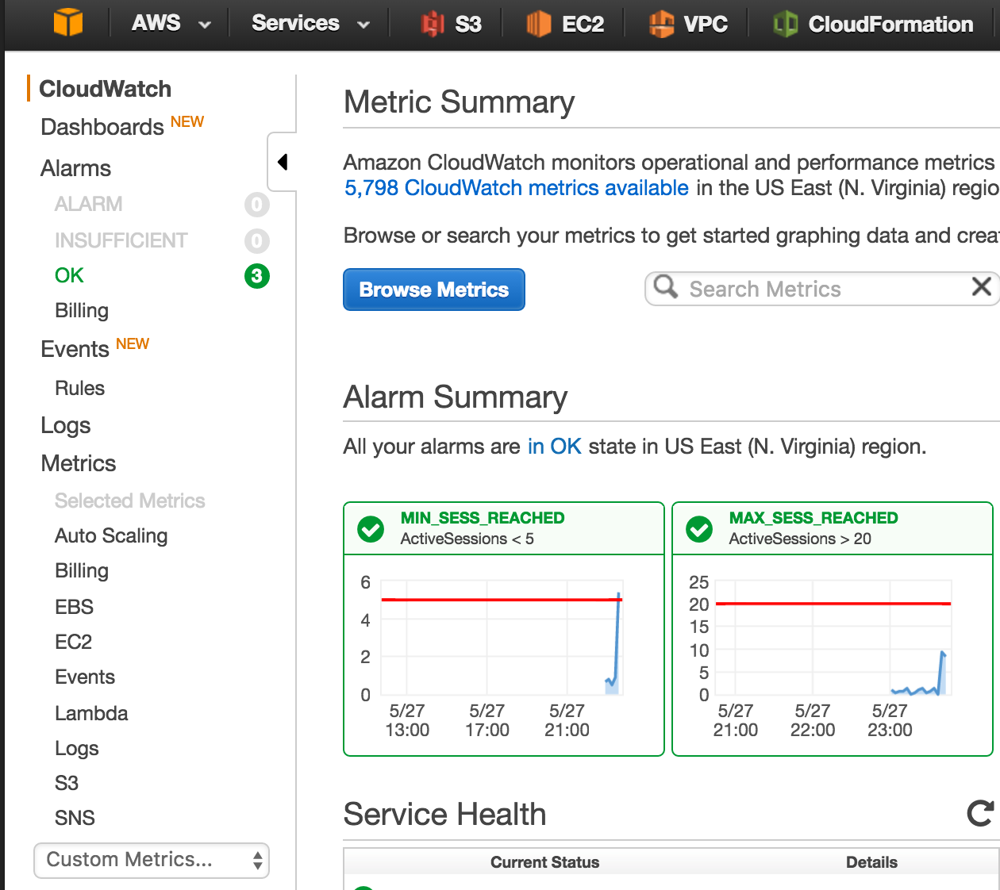 AWS
Services
S3
EC2
VPC
CloudFormation
CloudWatch
Dashboards NEW
Alarms
ALARM 0
INSUFFICIENT 0
OK 3
Billing
Events NEW
Rules
Logs
Metrics
Selected Metrics
Auto Scaling
Billing
EBS
EC2
Events
Lambda
Logs
S3
SNS
Custom Metrics...
Metric Summary
Amazon CloudWatch monitors operational and performance metrics
5,798 CloudWatch metrics available in the US East (N. Virginia) regio
Browse or search your metrics to get started graphing data and crea
Browse Metrics
Search Metrics
Alarm Summary
All your alarms are in OK state in US East (N. Virginia) region.
MIN_SESS_REACHED
ActiveSessions < 5
6
4
2
0
5/27 5/27 5/27
13:00 17:00 21:00
MAX_SESS_REACHED
ActiveSessions > 20
25
20
15
10
5
0
5/27 5/27 5/27
21:00 22:00 23:00
Service Health
Current Status
Details